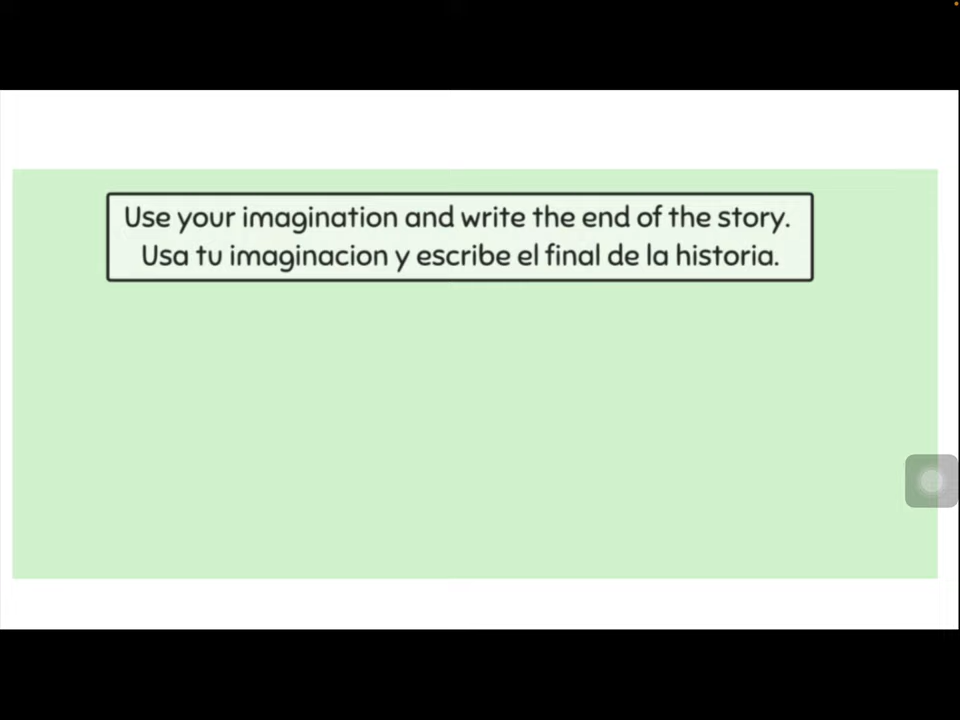 Use your imagination and write the end of the story.
Usa tu imaginacion y escribe el final de la historia.